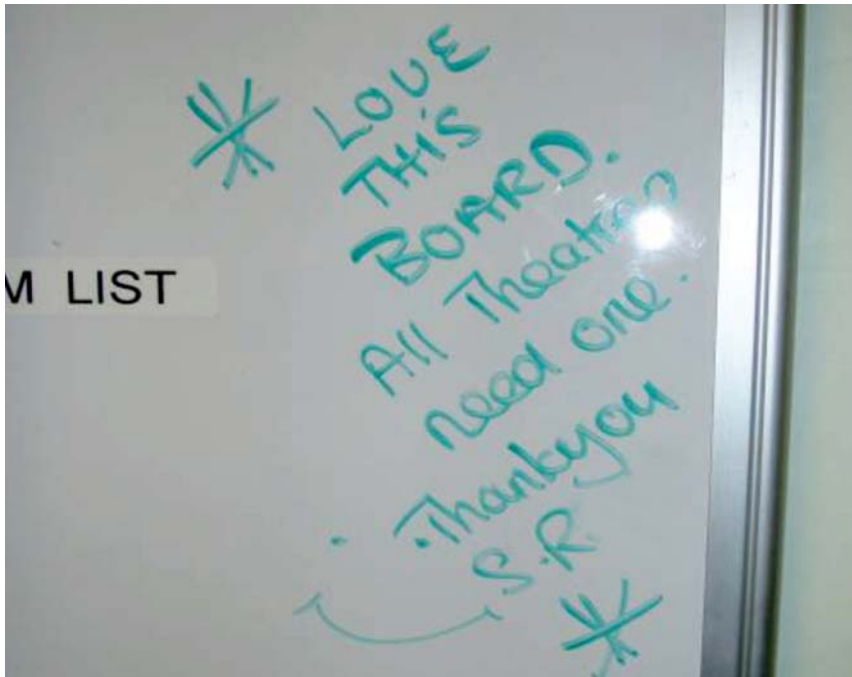 LOVE
THIS
BOARD.
M LIST
All Theatres
need one.
Thankyou
S.R.